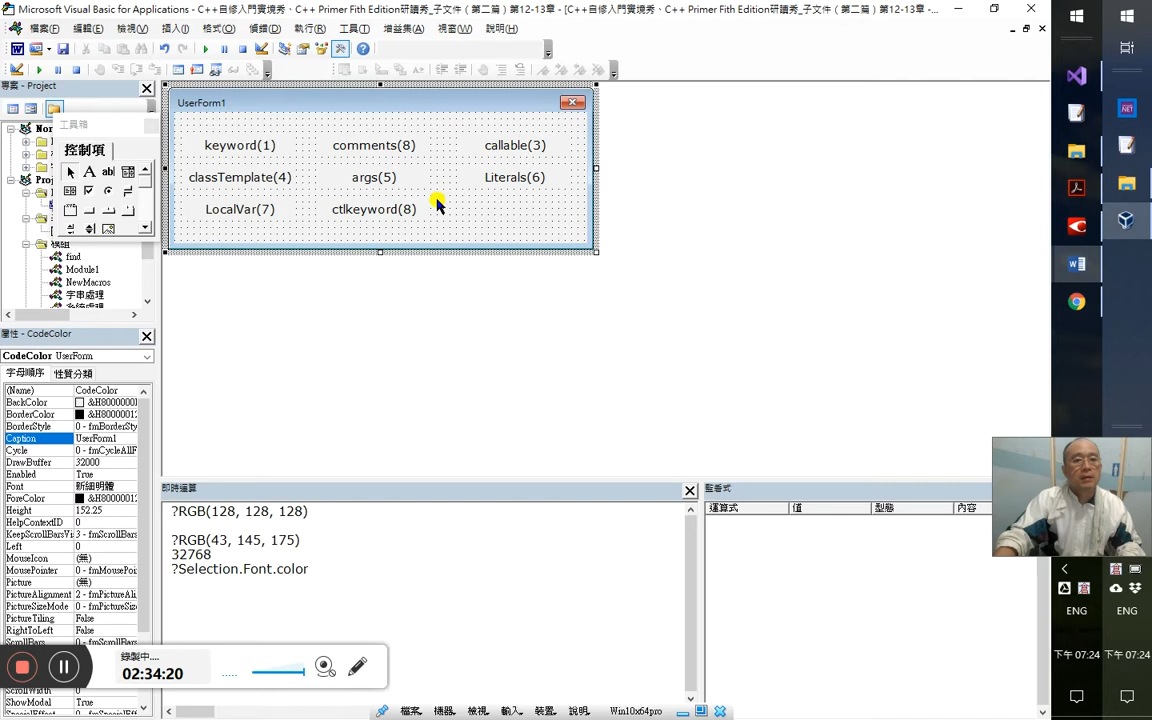 Microsoft Visual Basic for Applications - C++自修入門實境秀、C++ Primer Fith Edition研讀秀_子文件（第二篇）第12-13章 - [C++自修入門實境秀、C++ Primer Fith Edition研讀秀_子文件（第二篇）第12-13章 -...
檔案(F) 編輯(E) 檢視(V) 插入(I) 格式(O) 偵錯(D) 執行(R) 工具(T) 增益集(A) 視窗(W) 說明(H)
專案 - Project
工具箱
控制項
Nor
Proj
模組
find
Module1
NewMacros
字串處理
UserForm1
keyword(1) comments(8) callable(3)
classTemplate(4) args(5) Literals(6)
LocalVar(7) ctlkeyword(8)
屬性 - CodeColor
CodeColor UserForm
字母順序 性質分類
(Name) CodeColor
BackColor &H8000000
BorderColor &H80000012
BorderStyle 0 - fmBorderSty
Caption UserForm1
Cycle 0 - fmCycleAllF
DrawBuffer 32000
Enabled True
Font 新細明體
ForeColor &H80000012
Height 152.25
HelpContextID 0
KeepScrollBarsVi 3 - fmScrollBars
Left 0
MouseIcon (無)
MousePointer 0 - fmMousePoi
Picture (無)
PictureAlignment 2 - fmPictureAli
PictureSizeMode 0 - fmPictureSiz
PictureTiling False
RightToLeft False
ScrollBars 0 - fmScrollBars
ScrollWidth 0
ShowModal True
即時運算
?RGB(128, 128, 128)
?RGB(43, 145, 175)
32768
?Selection.Font.color
監看式
運算式 值 型態 內容
錄製中....
02:34:20
檔案 機器 檢視 輸入 裝置 說明 Win10x64pro
.NET
ENG ENG
下午 07:24 下午 07:24